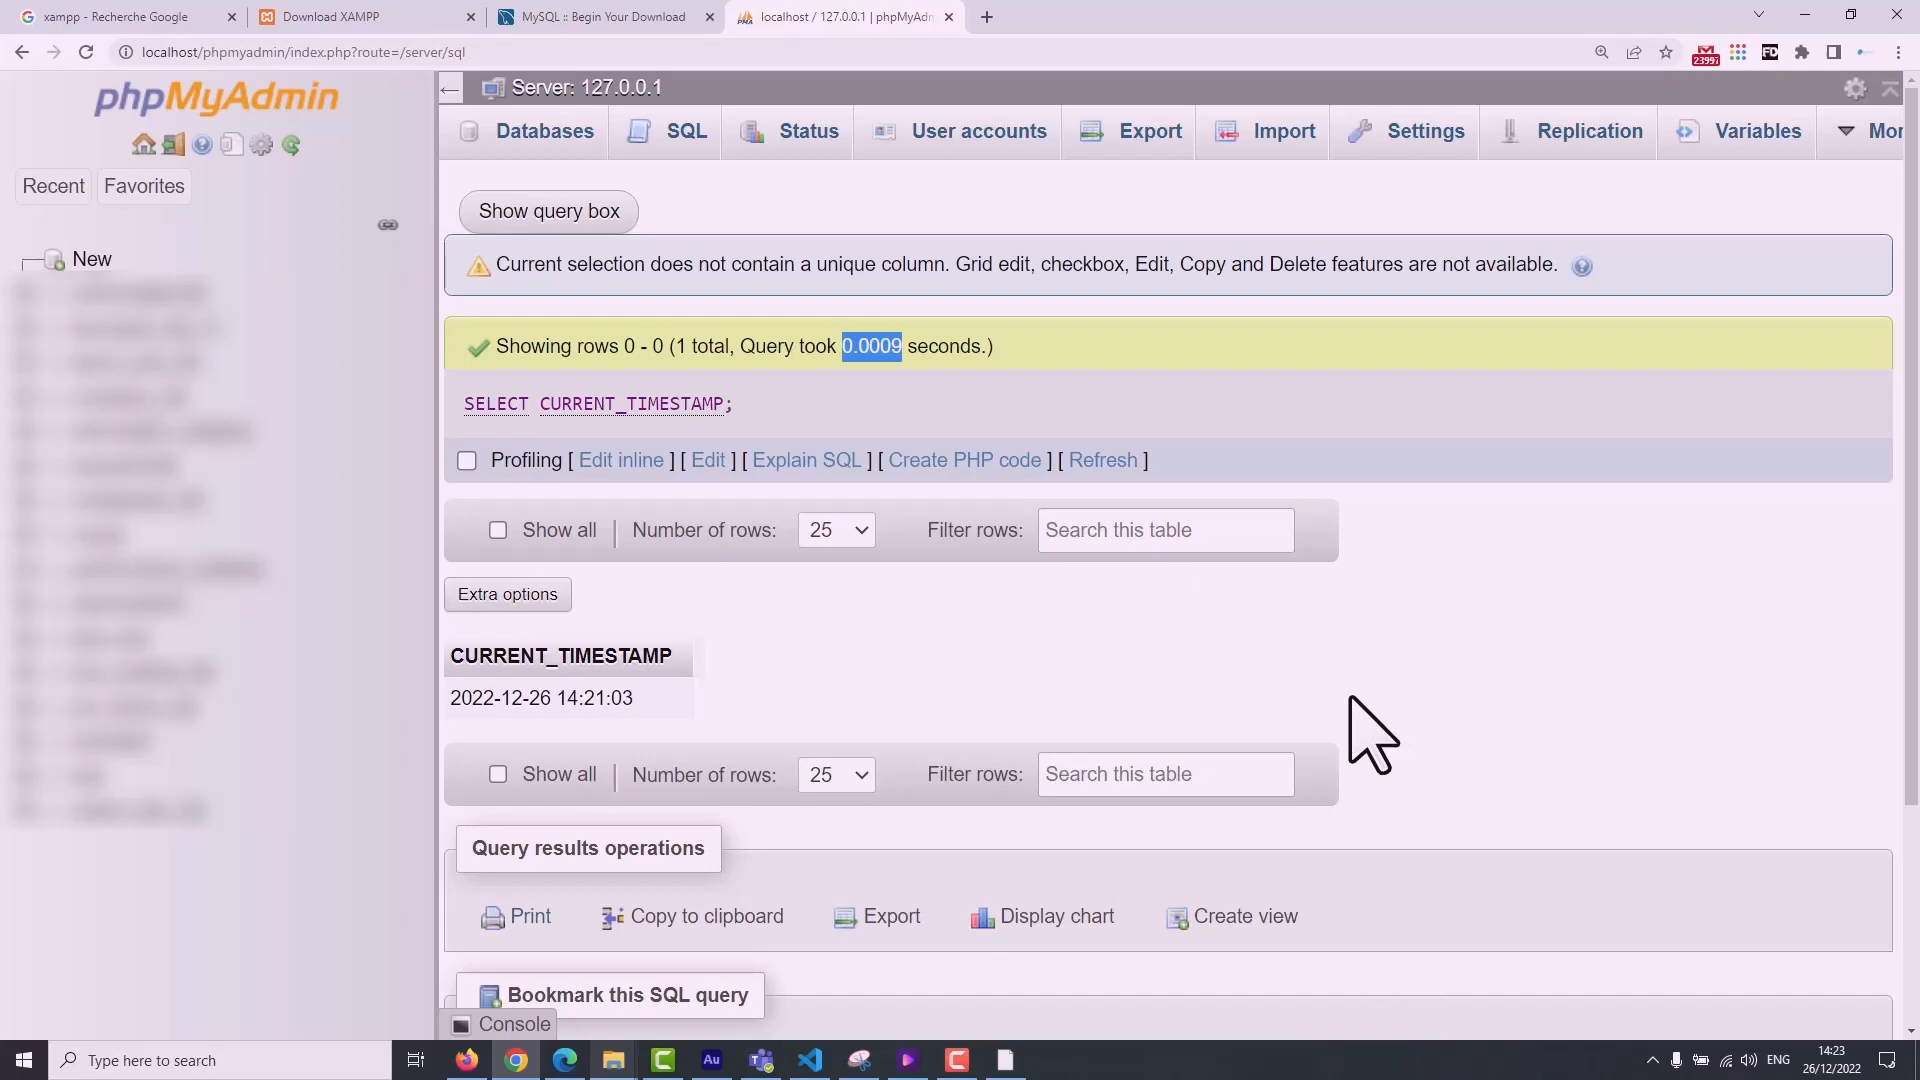 xampp - Recherche Google
Download XAMPP
MySQL :: Begin Your Download
localhost / 127.0.0.1 | phpMyAdm
localhost/phpmyadmin/index.php?route=/server/sql
23997
FD
phpMyAdmin
Recent
Favorites
New
Server: 127.0.0.1
Databases
SQL
Status
User accounts
Export
Import
Settings
Replication
Variables
Mor
Show query box
Current selection does not contain a unique column. Grid edit, checkbox, Edit, Copy and Delete features are not available.
Showing rows 0 - 0 (1 total, Query took 0.0009 seconds.)
SELECT CURRENT_TIMESTAMP;
Profiling [ Edit inline ] [ Edit ] [ Explain SQL ] [ Create PHP code ] [ Refresh ]
Show all
Number of rows: 25
Filter rows: Search this table
Extra options
CURRENT_TIMESTAMP
2022-12-26 14:21:03
Show all
Number of rows: 25
Filter rows: Search this table
Query results operations
Print
Copy to clipboard
Export
Display chart
Create view
Bookmark this SQL query
Console
Type here to search
Au
ENG
14:23
26/12/2022